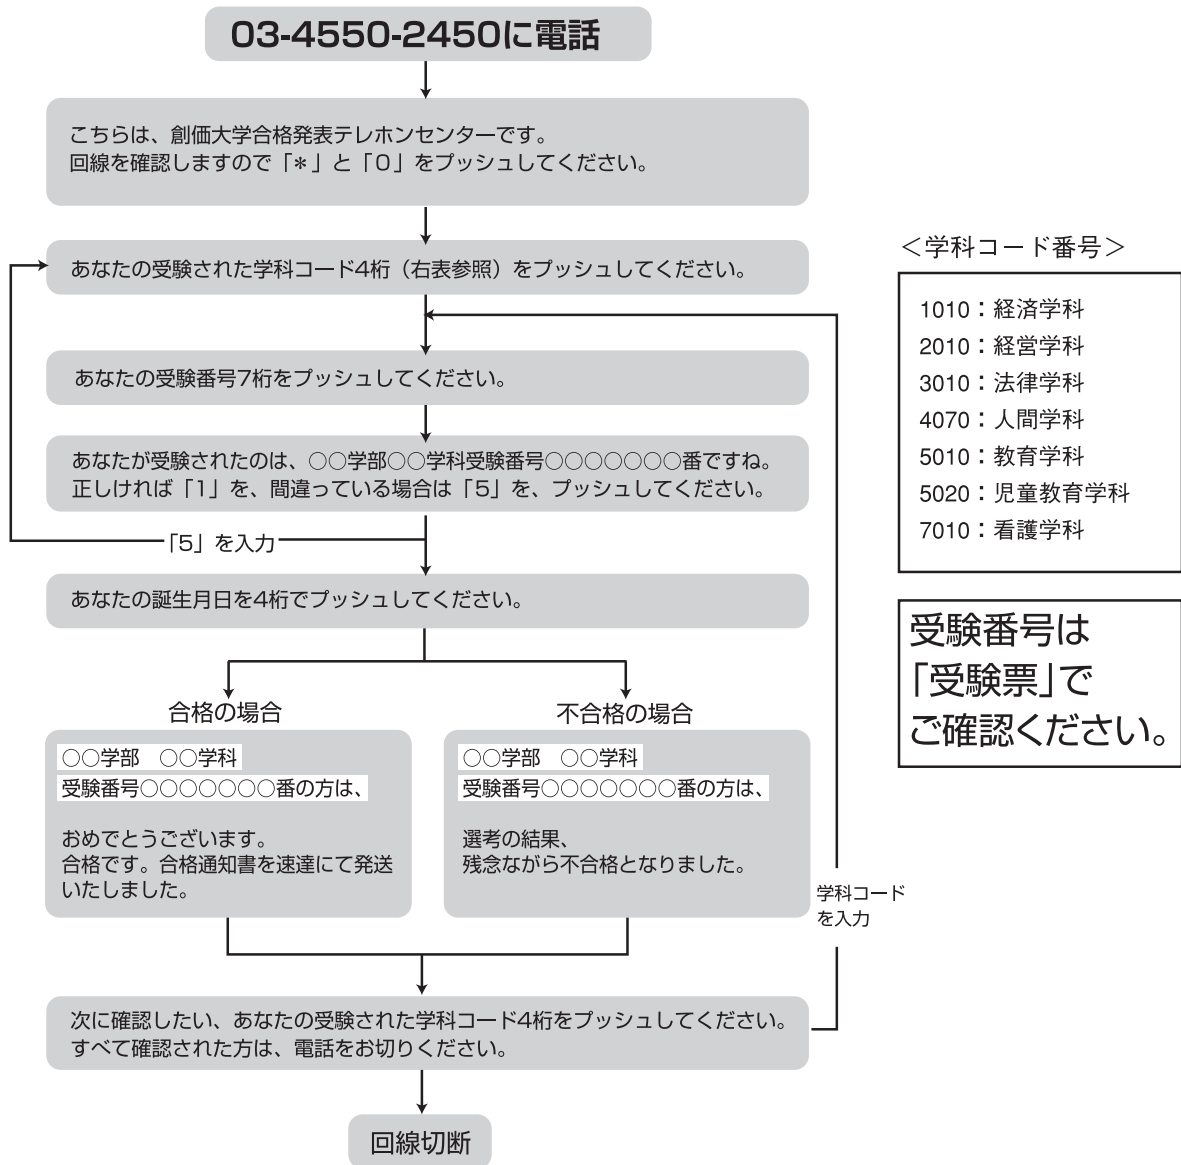 03-4550-2450に電話
こちらは、創価大学合格発表テレホンセンターです。
回線を確認しますので「＊」と「0」をプッシュしてください。
あなたの受験された学科コード4桁（右表参照）をプッシュしてください。
あなたの受験番号7桁をプッシュしてください。
あなたが受験されたのは、○○学部○○学科受験番号○○○○○○○番ですね。
正しければ「1」を、間違っている場合は「5」を、プッシュしてください。
「5」を入力
あなたの誕生月日を4桁でプッシュしてください。
合格の場合
○○学部　○○学科
受験番号○○○○○○○番の方は、
おめでとうございます。
合格です。合格通知書を速達にて発送
いたしました。
不合格の場合
○○学部　○○学科
受験番号○○○○○○○番の方は、
選考の結果、
残念ながら不合格となりました。
学科コード
を入力
次に確認したい、あなたの受験された学科コード4桁をプッシュしてください。
すべて確認された方は、電話をお切りください。
回線切断
＜学科コード番号＞
1010：経済学科
2010：経営学科
3010：法律学科
4070：人間学科
5010：教育学科
5020：児童教育学科
7010：看護学科
受験番号は
「受験票」で
ご確認ください。